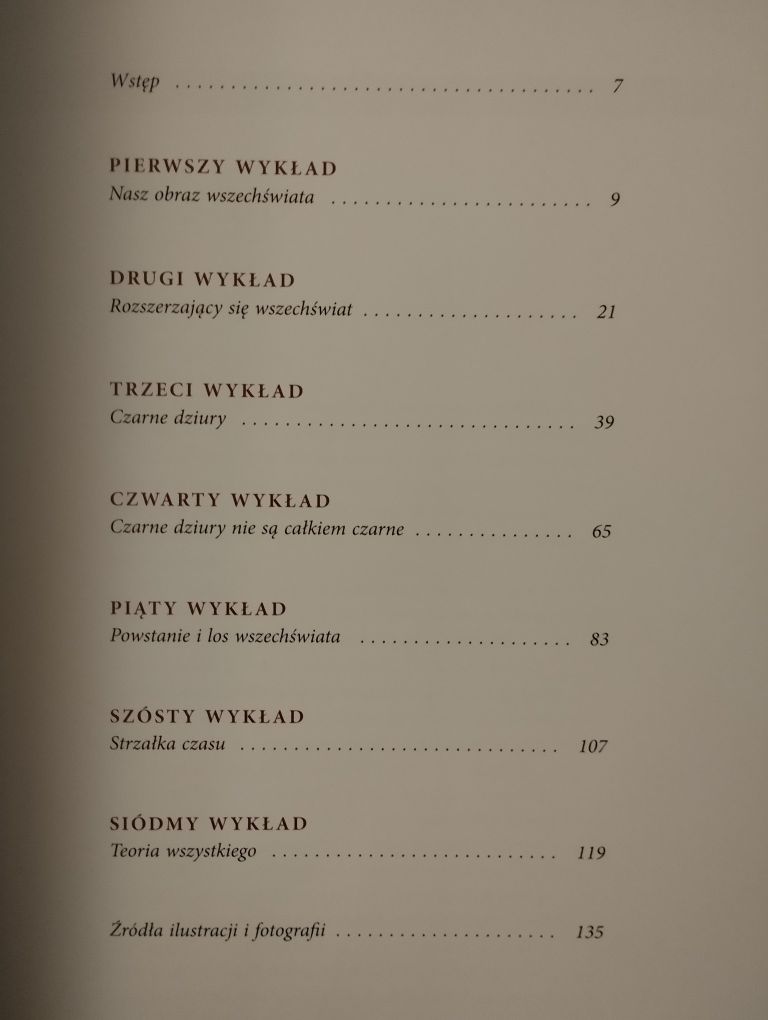 Wstęp ...................................... 7
PIERWSZY WYKŁAD
Nasz obraz wszechświata ........................ 9
DRUGI WYKŁAD
Rozszerzający się wszechświat .................... 21
TRZECI WYKŁAD
Czarne dziury ............................... 39
CZWARTY WYKŁAD
Czarne dziury nie są całkiem czarne ............... 65
PIĄTY WYKŁAD
Powstanie i los wszechświata .................... 83
SZÓSTY WYKŁAD
Strzałka czasu .............................. 107
SIÓDMY WYKŁAD
Teoria wszystkiego ........................... 119
Źródła ilustracji i fotografii ..................... 135